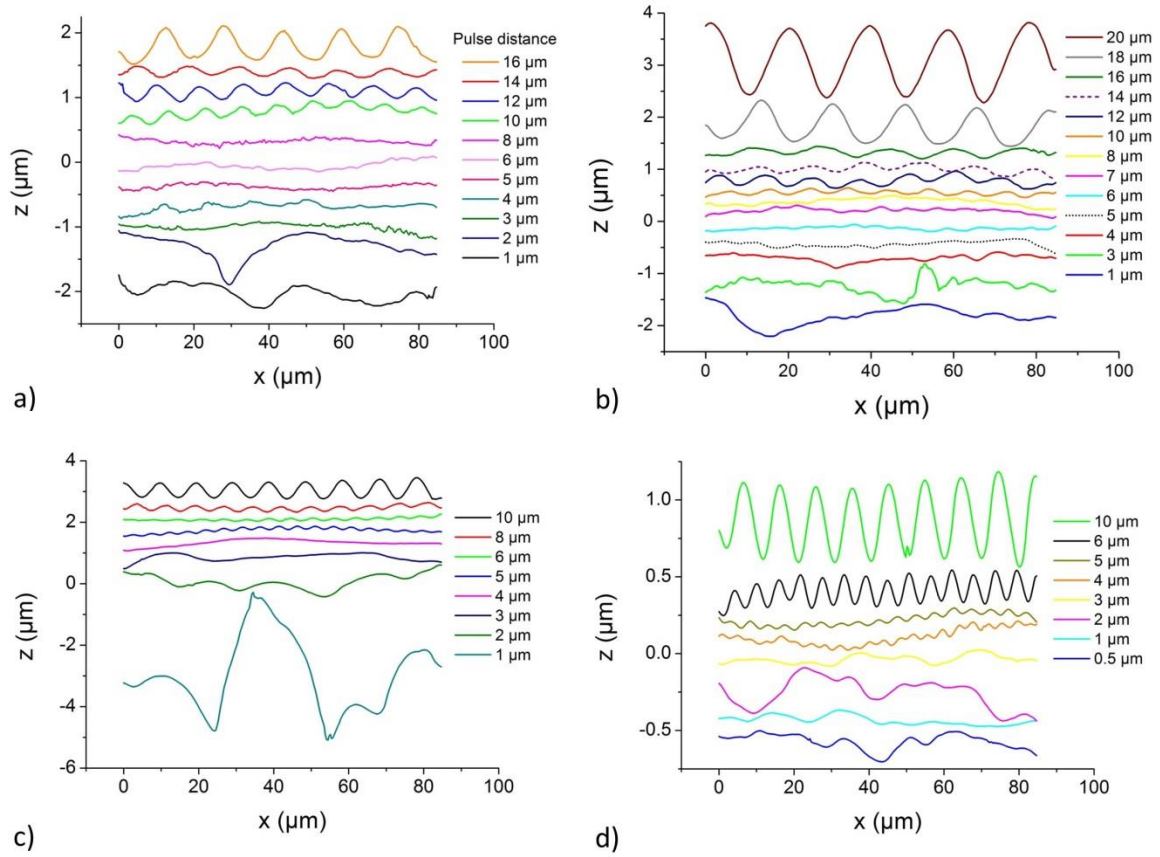 Pulse distance
16 µm
14 µm
12 µm
10 µm
8 µm
6 µm
5 µm
4 µm
3 µm
2 µm
1 µm
2
1
0
-1
-2
z (µm)
0 20 40 60 80 100
x (µm)
a)
20 µm
18 µm
16 µm
14 µm
12 µm
10 µm
8 µm
7 µm
6 µm
5 µm
4 µm
3 µm
1 µm
4
3
2
1
0
-1
-2
z (µm)
0 20 40 60 80 100
x (µm)
b)
10 µm
8 µm
6 µm
5 µm
4 µm
3 µm
2 µm
1 µm
4
2
0
-2
-4
-6
z (µm)
0 20 40 60 80 100
x (µm)
c)
10 µm
6 µm
5 µm
4 µm
3 µm
2 µm
1 µm
0.5 µm
1.0
0.5
0.0
-0.5
z (µm)
0 20 40 60 80 100
x (µm)
d)